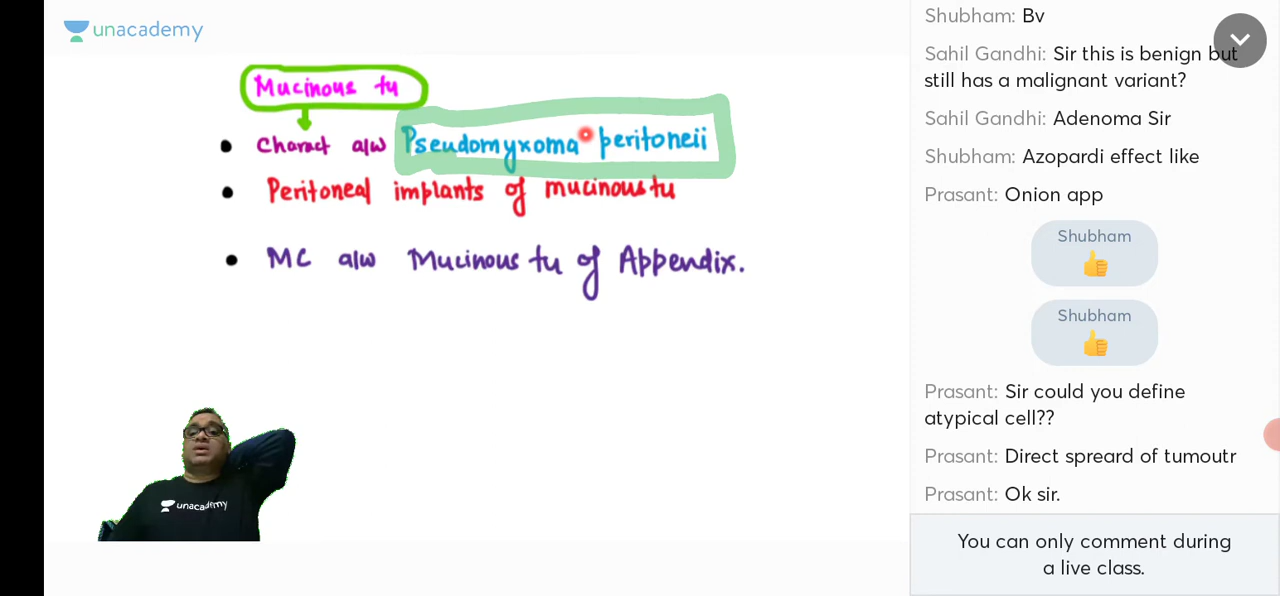 unacademy
Mucinous tu
• Charact a/w Pseudomyxoma peritoneii
• Peritoneal implants of mucinous tu
• MC a/w Mucinous tu of Appendix.
unacademy
Shubham: Bv
Sahil Gandhi: Sir this is benign but
still has a malignant variant?
Sahil Gandhi: Adenoma Sir
Shubham: Azopardi effect like
Prasant: Onion app
Shubham
Shubham
Prasant: Sir could you define
atypical cell??
Prasant: Direct spreard of tumoutr
Prasant: Ok sir.
You can only comment during
a live class.